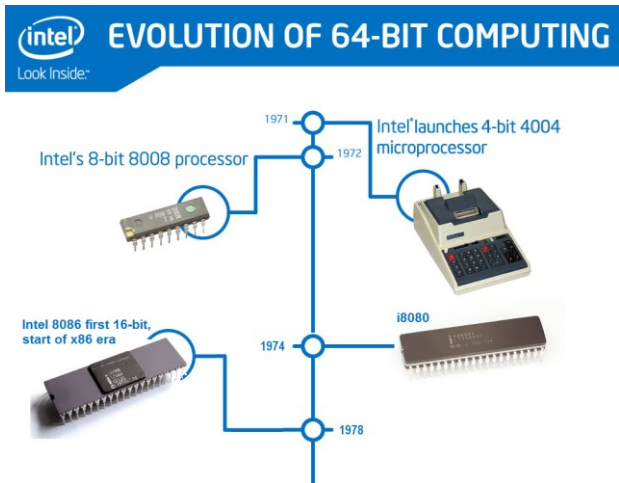 intel
EVOLUTION OF 64-BIT COMPUTING
Look Inside.™
1971
Intel® launches 4-bit 4004
microprocessor
Intel's 8-bit 8008 processor
1972
Intel 8086 first 16-bit,
start of x86 era
1974
i8080
1978